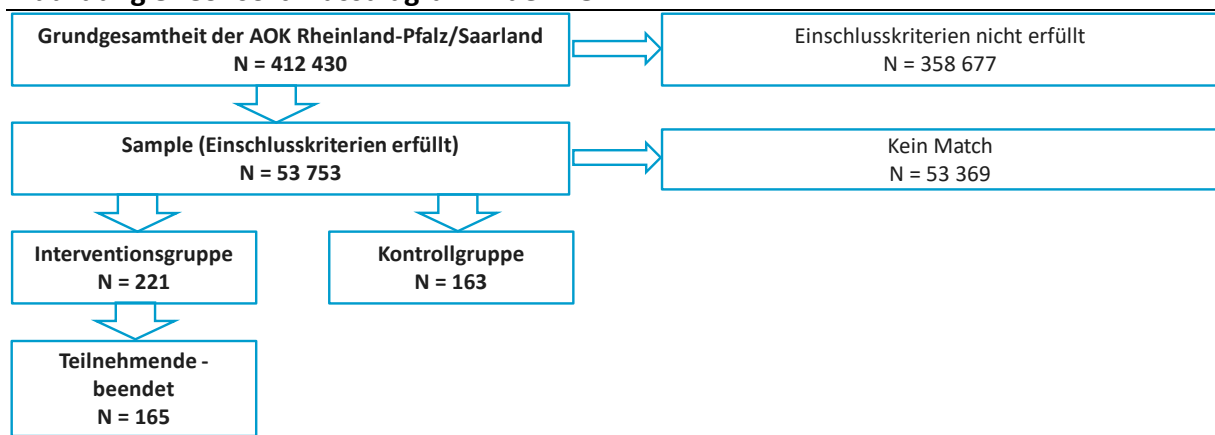 Grundgesamtheit der AOK Rheinland-Pfalz/Saarland
N = 412 430
Einschlusskriterien nicht erfüllt
N = 358 677
Sample (Einschlusskriterien erfüllt)
N = 53 753
Kein Match
N = 53 369
Interventionsgruppe
N = 221
Kontrollgruppe
N = 163
Teilnehmende -
beendet
N = 165